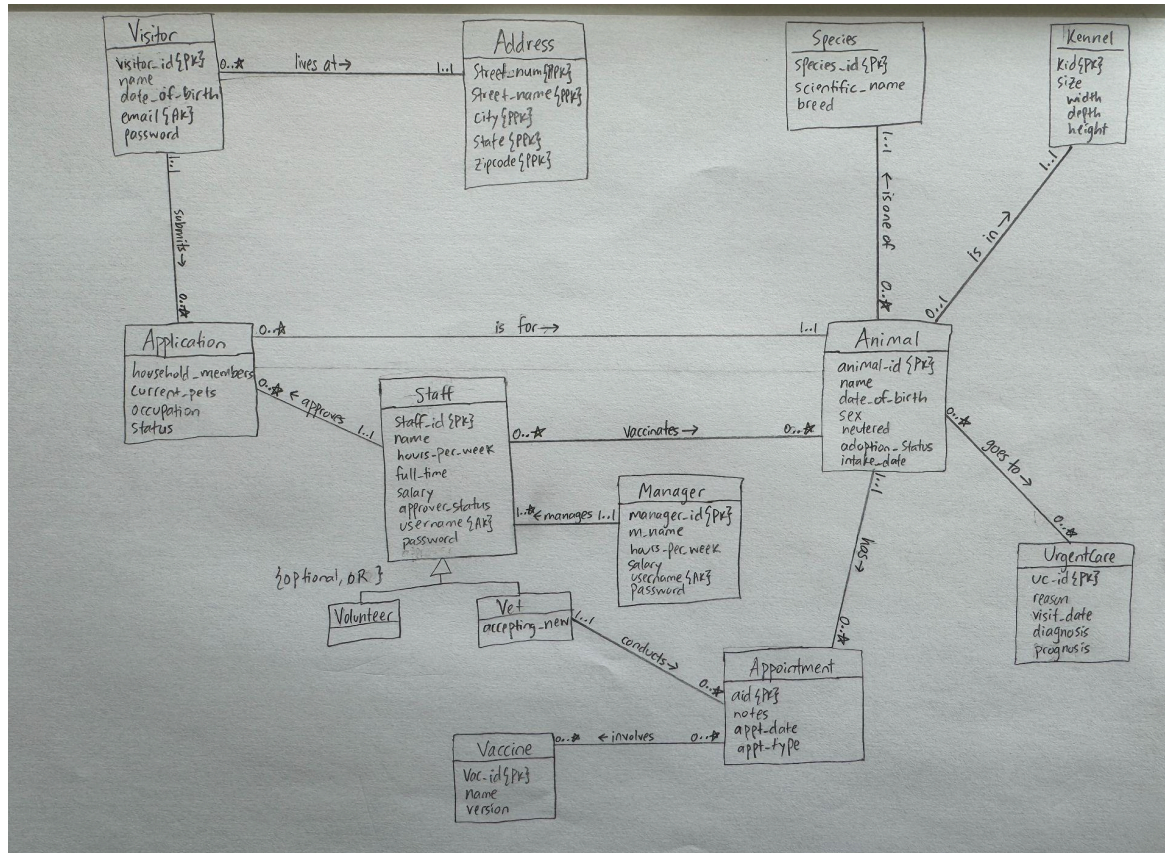 Visitor
visitor_id{PK}
name
date_of_birth
email{AK}
password
0..*
lives at→
1..1
Address
Street_num{PPK}
Street_name{PPK}
City{PPK}
State{PPK}
Zipcode{PPK}
Species
Species_id{PK}
scientific_name
breed
Kennel
Kid{PK}
size
width
depth
height
1..1
submits→
0..*
1..1
←is one of
0..*
1..1
is in→
0..1
Application
household_members
current_pets
occupation
status
0..*
is for→
1..1
Animal
animal_id{PK}
name
date_of_birth
sex
neutered
adoption_status
intake_date
0..*
←approves
1..1
Staff
Staff_id{PK}
name
hours_per_week
full_time
salary
approver_status
username{AK}
password
0..*
vaccinates→
0..*
1..*
←manages
1..1
Manager
manager_id{PK}
m_name
hours_per_week
salary
username{AK}
Password
0..*
goes to→
0..*
UrgentCare
uc_id{PK}
reason
visit_date
diagnosis
prognosis
1..1
has→
0..*
{optional, OR}
Volunteer
Vet
accepting_new
1..1
conducts→
0..*
Appointment
aid{PK}
notes
appt_date
appt_type
0..*
←involves
0..*
Vaccine
Vac_id{PK}
name
version